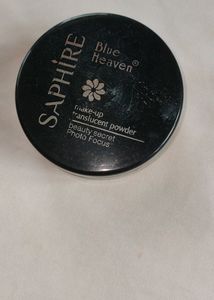 SAPHiRE
Blue
Heaven®
make-up
translucent powder
beauty secret
Photo Focus